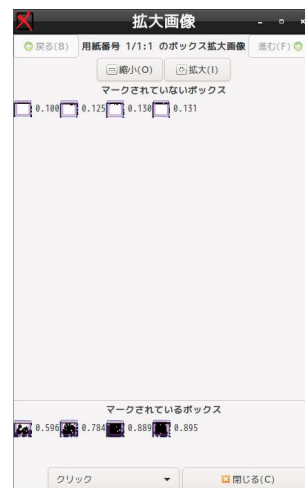 拡大画像
戻る(B) 用紙番号 1/1:1 のボックス拡大画像 進む(F)
縮小(O) 拡大(I)
マークされていないボックス
0.100 0.125 0.130 0.131
マークされているボックス
0.596 0.784 0.889 0.895
クリック 閉じる(C)